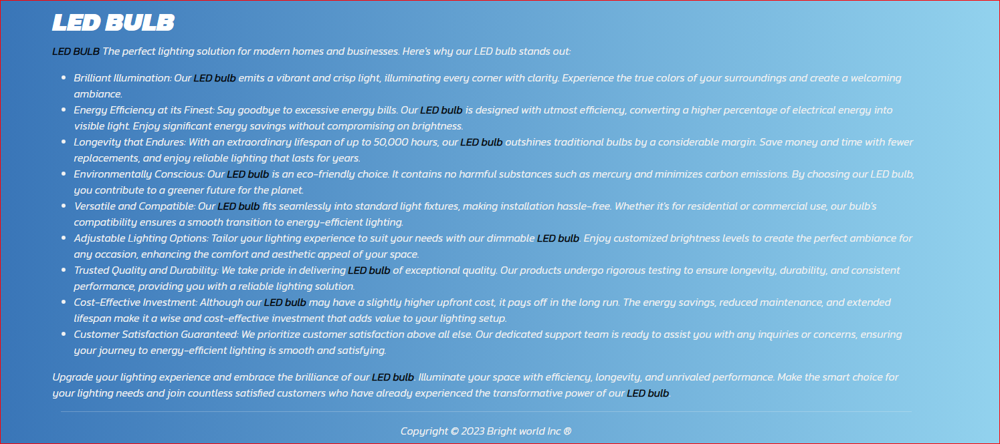 LED BULB
LED BULB The perfect lighting solution for modern homes and businesses. Here's why our LED bulb stands out:
• Brilliant Illumination: Our LED bulb emits a vibrant and crisp light, illuminating every corner with clarity. Experience the true colors of your surroundings and create a welcoming
ambiance.
• Energy Efficiency at its Finest: Say goodbye to excessive energy bills. Our LED bulb is designed with utmost efficiency, converting a higher percentage of electrical energy into
visible light. Enjoy significant energy savings without compromising on brightness.
• Longevity that Endures: With an extraordinary lifespan of up to 50,000 hours, our LED bulb outshines traditional bulbs by a considerable margin. Save money and time with fewer
replacements, and enjoy reliable lighting that lasts for years.
• Environmentally Conscious: Our LED bulb is an eco-friendly choice. It contains no harmful substances such as mercury and minimizes carbon emissions. By choosing our LED bulb,
you contribute to a greener future for the planet.
• Versatile and Compatible: Our LED bulb fits seamlessly into standard light fixtures, making installation hassle-free. Whether it's for residential or commercial use, our bulb's
compatibility ensures a smooth transition to energy-efficient lighting.
• Adjustable Lighting Options: Tailor your lighting experience to suit your needs with our dimmable LED bulb. Enjoy customized brightness levels to create the perfect ambiance for
any occasion, enhancing the comfort and aesthetic appeal of your space.
• Trusted Quality and Durability: We take pride in delivering LED bulb of exceptional quality. Our products undergo rigorous testing to ensure longevity, durability, and consistent
performance, providing you with a reliable lighting solution.
• Cost-Effective Investment: Although our LED bulb may have a slightly higher upfront cost, it pays off in the long run. The energy savings, reduced maintenance, and extended
lifespan make it a wise and cost-effective investment that adds value to your lighting setup.
• Customer Satisfaction Guaranteed: We prioritize customer satisfaction above all else. Our dedicated support team is ready to assist you with any inquiries or concerns, ensuring
your journey to energy-efficient lighting is smooth and satisfying.
Upgrade your lighting experience and embrace the brilliance of our LED bulb. Illuminate your space with efficiency, longevity, and unrivaled performance. Make the smart choice for
your lighting needs and join countless satisfied customers who have already experienced the transformative power of our LED bulb.
Copyright © 2023 Bright world Inc ®